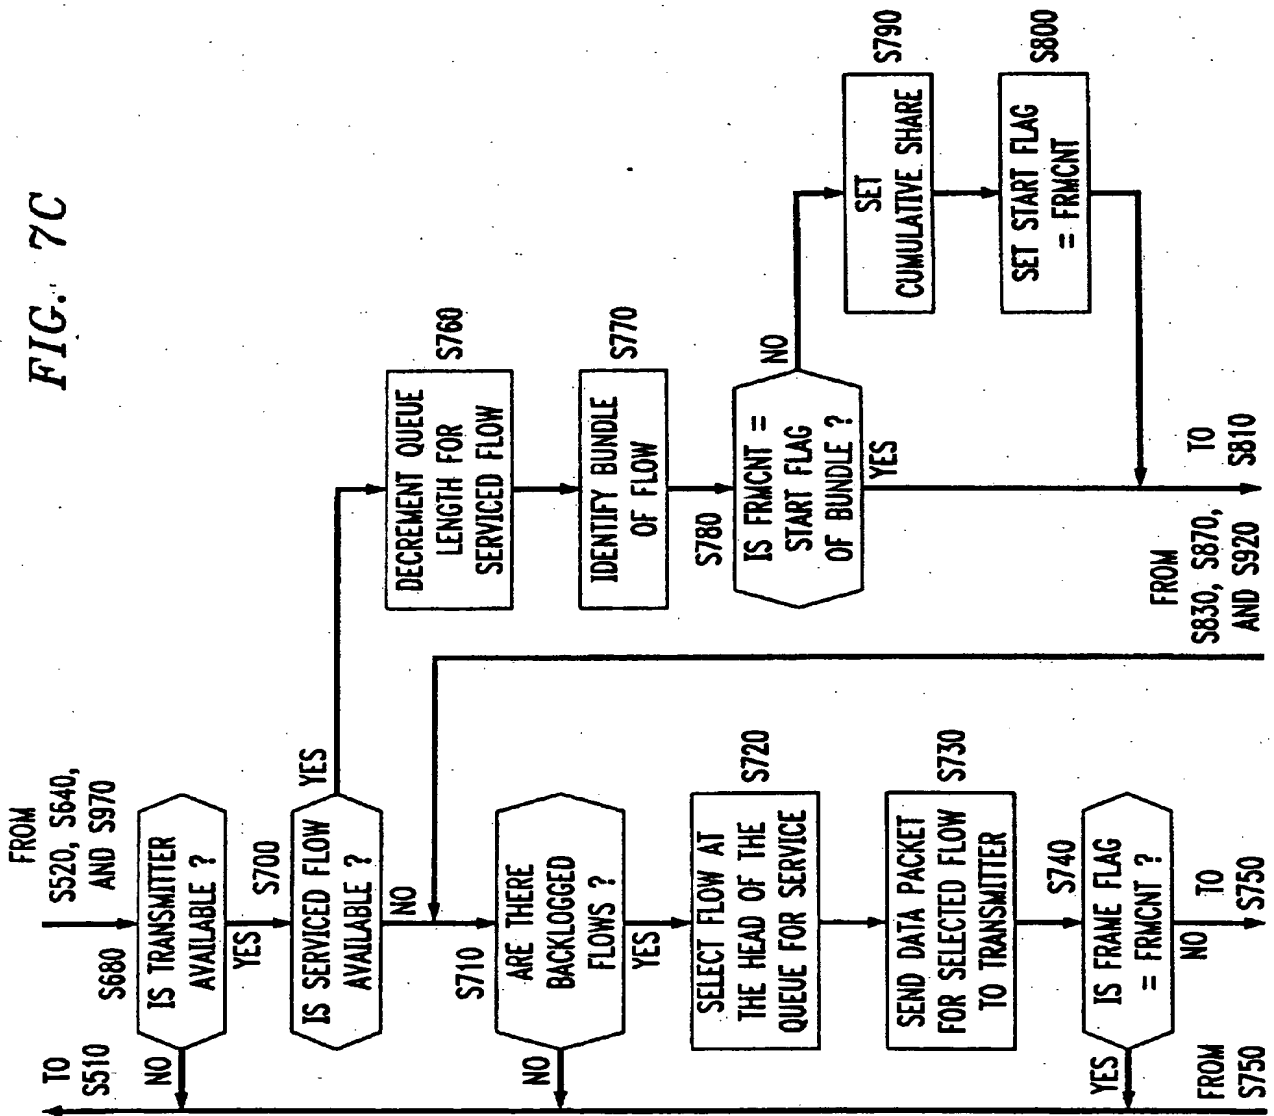 FIG. 7C
FROM
S520, S640,
AND S970
TO
S510
S680
IS TRANSMITTER
AVAILABLE ?
NO
YES
S700
IS SERVICED FLOW
AVAILABLE ?
YES
NO
S710
ARE THERE
BACKLOGGED
FLOWS ?
NO
YES
SELECT FLOW AT
THE HEAD OF THE
QUEUE FOR SERVICE
S720
SEND DATA PACKET
FOR SELECTED FLOW
TO TRANSMITTER
S730
S740
IS FRAME FLAG
= FRMCNT ?
YES
NO
FROM
S750
TO
S750
DECREMENT QUEUE
LENGTH FOR
SERVICED FLOW
S760
IDENTIFY BUNDLE
OF FLOW
S770
S780
IS FRMCNT =
START FLAG
OF BUNDLE ?
NO
YES
SET
CUMULATIVE SHARE
S790
SET START FLAG
= FRMCNT
S800
FROM
S830, S870,
AND S920
TO
S810